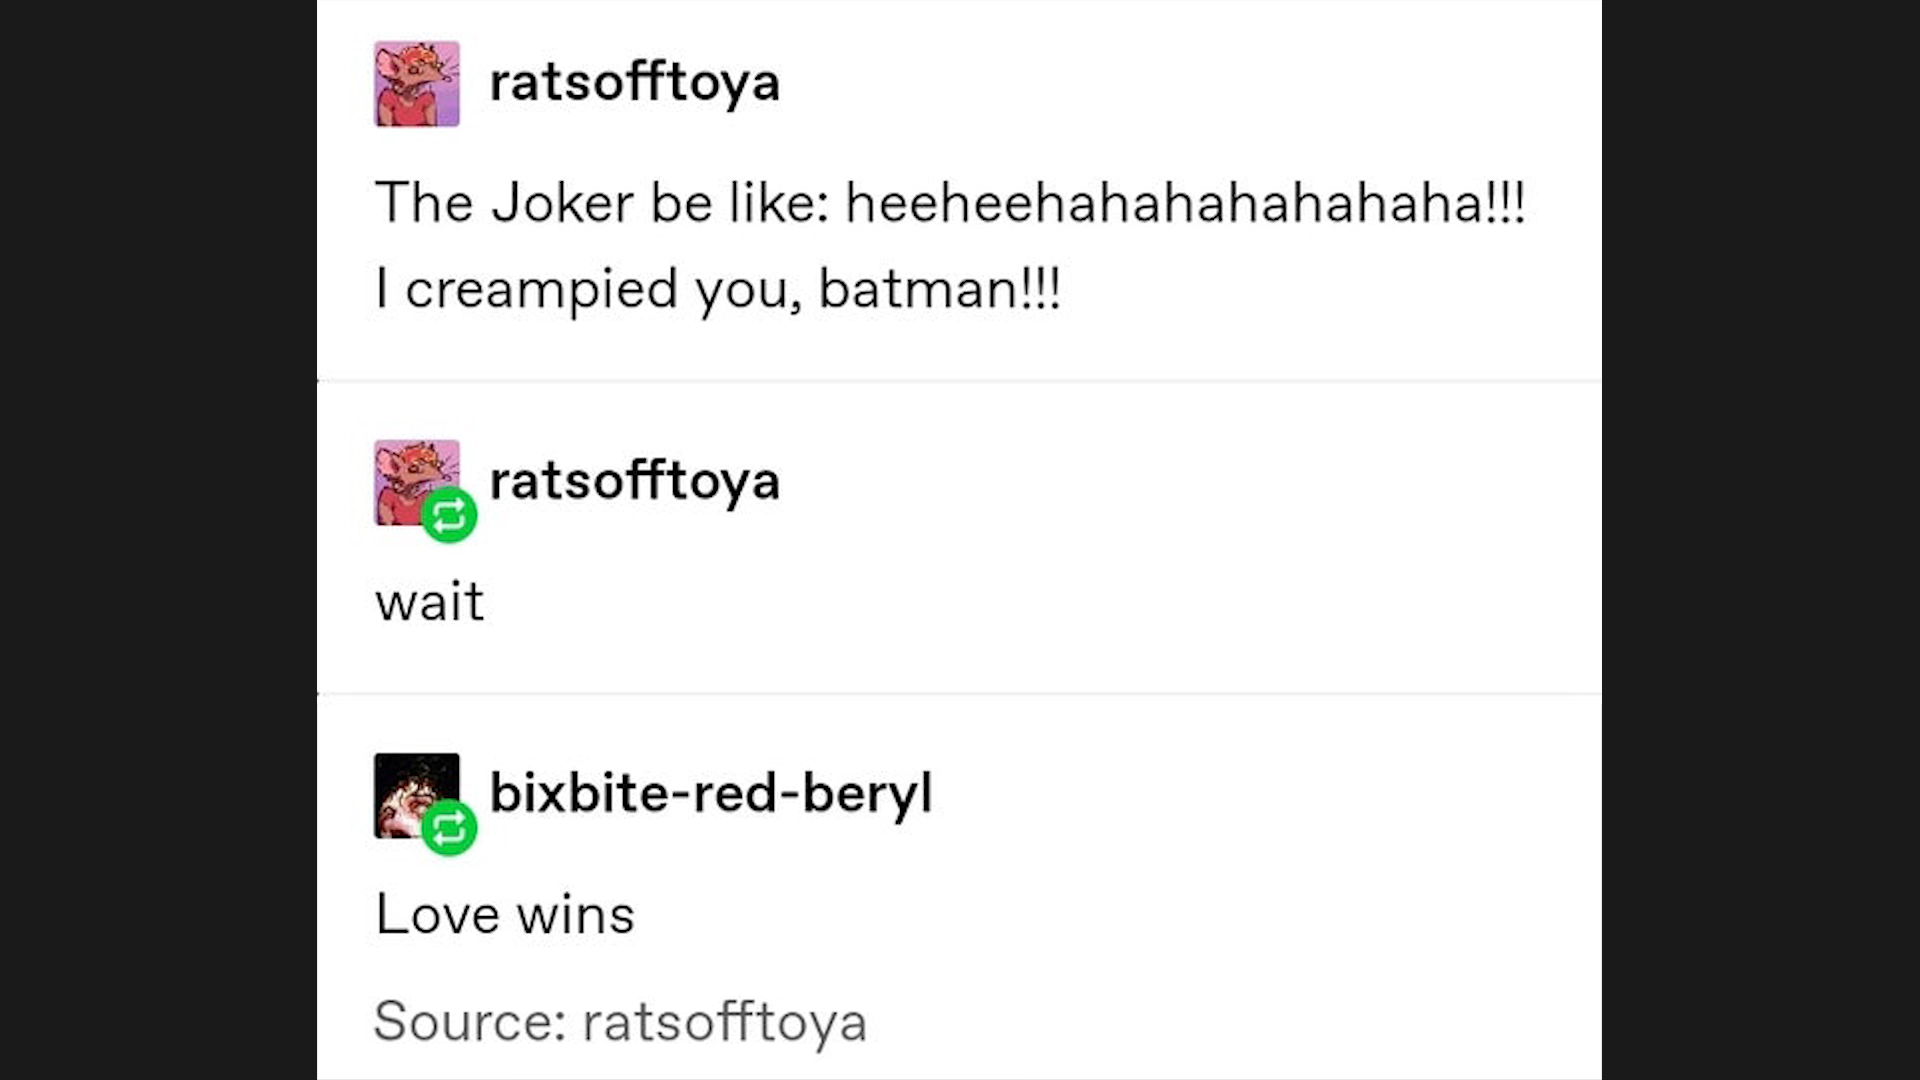 ratsofftoya
The Joker be like: heeheehahahahahahaha!!!
I creampied you, batman!!!
ratsofftoya
wait
bixbite-red-beryl
Love wins
Source: ratsofftoya